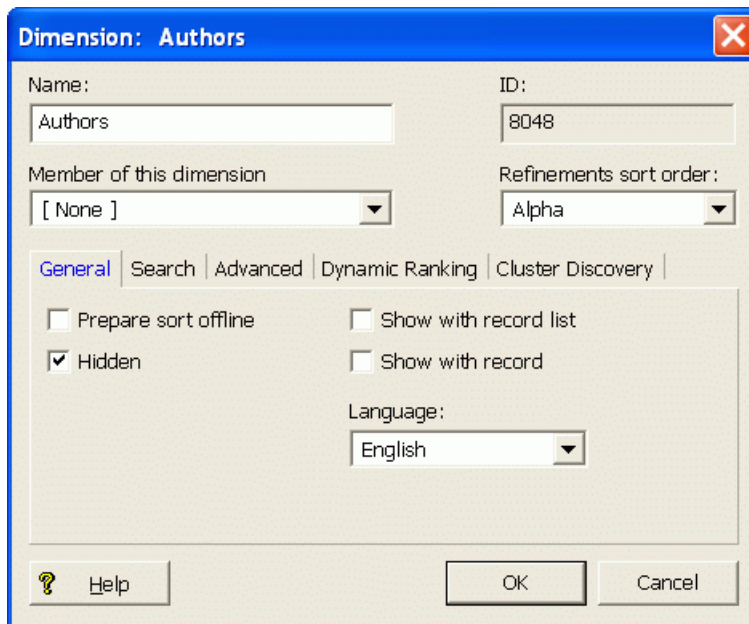 Dimension: Authors
Name: ID:
Authors 8048
Member of this dimension Refinements sort order:
[ None ] Alpha
General Search Advanced Dynamic Ranking Cluster Discovery
Prepare sort offline Show with record list
Hidden Show with record
Language:
English
? Help OK Cancel